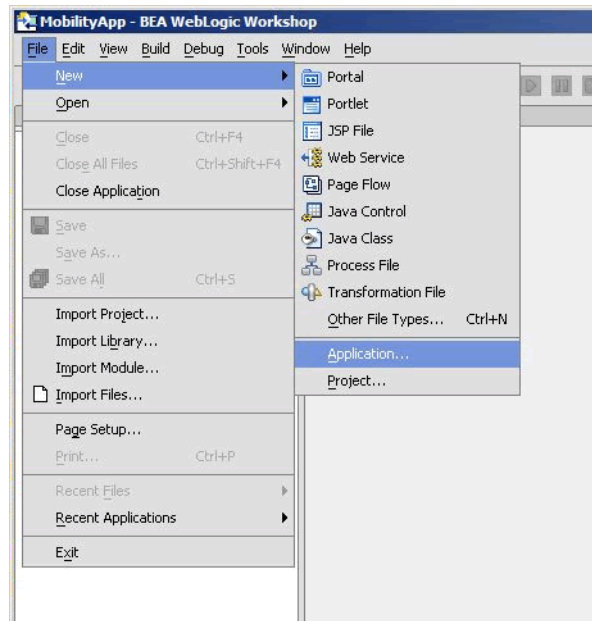 MobilityApp - BEA WebLogic Workshop
File Edit View Build Debug Tools Window Help
New
Open
Close Ctrl+F4
Close All Files Ctrl+Shift+F4
Close Application
Save
Save As...
Save All Ctrl+S
Import Project...
Import Library...
Import Module...
Import Files...
Page Setup...
Print... Ctrl+P
Recent Files
Recent Applications
Exit
Portal
Portlet
JSP File
Web Service
Page Flow
Java Control
Java Class
Process File
Transformation File
Other File Types... Ctrl+N
Application...
Project...